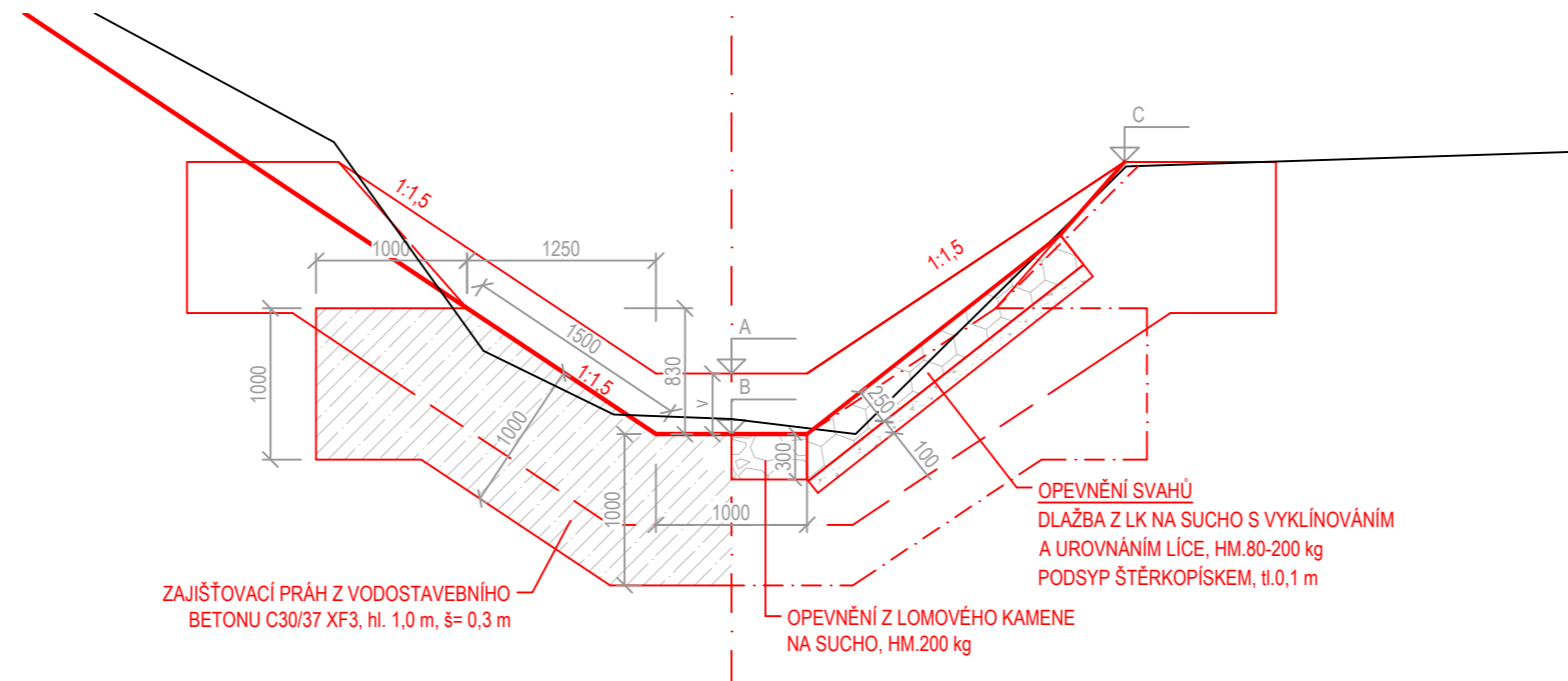 C
1:1,5
1000
1250
1:1,5
1500
830
A
1:1,5
v
B
1000
250
300
100
1000
1000
1000
OPEVNĚNÍ SVAHŮ
DLAŽBA Z LK NA SUCHO S VYKLÍNOVÁNÍM
A UROVNÁNÍM LÍCE, HM.80-200 kg
PODSYP ŠTĚRKOPÍSKEM, tl.0,1 m
ZAJIŠŤOVACÍ PRÁH Z VODOSTAVEBNÍHO
BETONU C30/37 XF3, hl. 1,0 m, š= 0,3 m
OPEVNĚNÍ Z LOMOVÉHO KAMENE
NA SUCHO, HM.200 kg